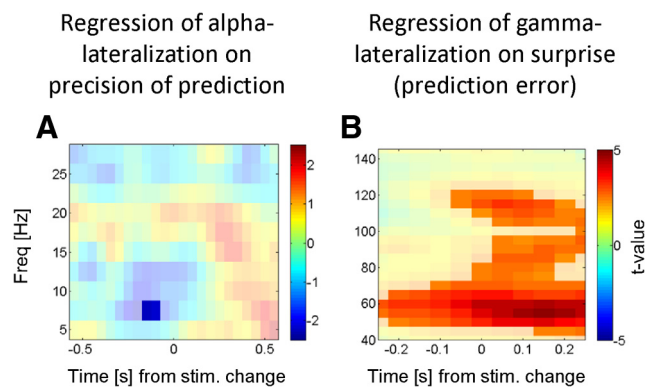 Regression of alpha-
lateralization on
precision of prediction
Regression of gamma-
lateralization on surprise
(prediction error)
A
Freq [Hz]
25
20
15
10
5
-0.5
0
0.5
Time [s] from stim. change
2
1
0
-1
-2
B
140
120
100
80
60
40
-0.2
-0.1
0
0.1
0.2
Time [s] from stim. change
5
0
-5
t-value